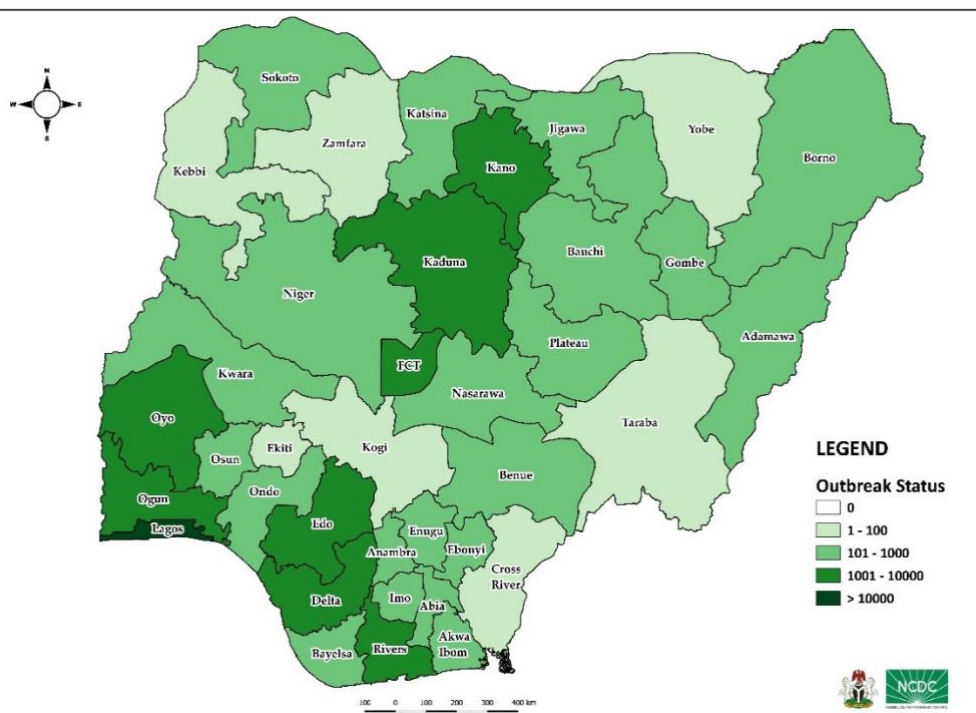 N
W
E
S
Sokoto
Katsina
Jigawa
Yobe
Borno
Zamfara
Kano
Kebbi
Bauchi
Gombe
Kaduna
Niger
Adamawa
Plateau
FCT
Kwara
Nasarawa
Oyo
Taraba
Ekiti
Kogi
Osun
Benue
Ondo
Ogun
Edo
Lagos
Enugu
Anambra
Ebonyi
Cross
River
Delta
Imo
Abia
Akwa
Ibom
Rivers
Bayelsa
LEGEND
Outbreak Status
0
1 - 100
101 - 1000
1001 - 10000
> 10000
100 0 100 200 300 400 km
NCDC